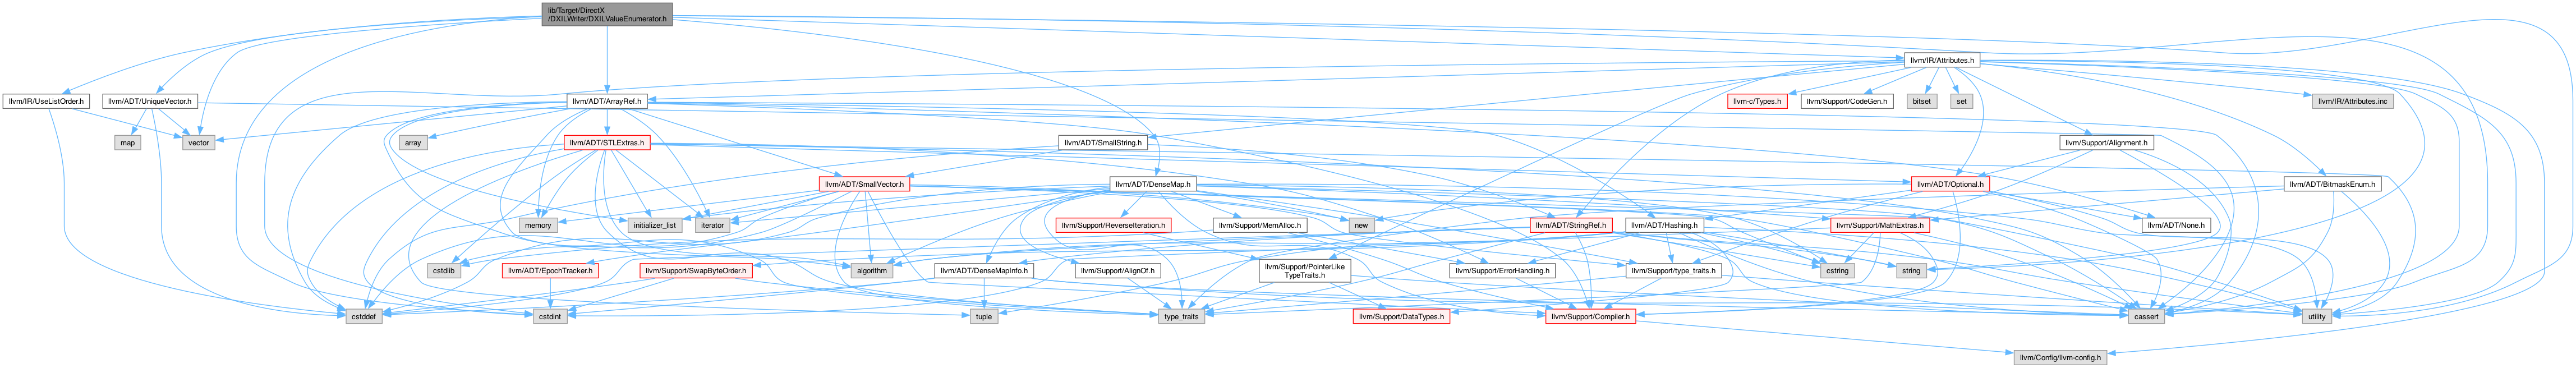 lib/Target/DirectX
/DXILWriter/DXILValueEnumerator.h
llvm/IR/Attributes.h
llvm/IR/UseListOrder.h
llvm/ADT/UniqueVector.h
llvm/ADT/ArrayRef.h
llvm-c/Types.h
llvm/Support/CodeGen.h
bitset
set
llvm/IR/Attributes.inc
map
vector
array
llvm/ADT/STLExtras.h
llvm/ADT/SmallString.h
llvm/Support/Alignment.h
llvm/ADT/SmallVector.h
llvm/ADT/DenseMap.h
llvm/ADT/Optional.h
llvm/ADT/BitmaskEnum.h
memory
initializer_list
iterator
llvm/Support/ReverseIteration.h
llvm/Support/MemAlloc.h
new
llvm/ADT/StringRef.h
llvm/ADT/Hashing.h
llvm/Support/MathExtras.h
llvm/ADT/None.h
cstdlib
llvm/ADT/EpochTracker.h
llvm/Support/SwapByteOrder.h
algorithm
llvm/ADT/DenseMapInfo.h
llvm/Support/AlignOf.h
llvm/Support/PointerLike
TypeTraits.h
llvm/Support/ErrorHandling.h
llvm/Support/type_traits.h
cstring
string
cstddef
cstdint
tuple
type_traits
llvm/Support/DataTypes.h
llvm/Support/Compiler.h
cassert
utility
llvm/Config/llvm-config.h